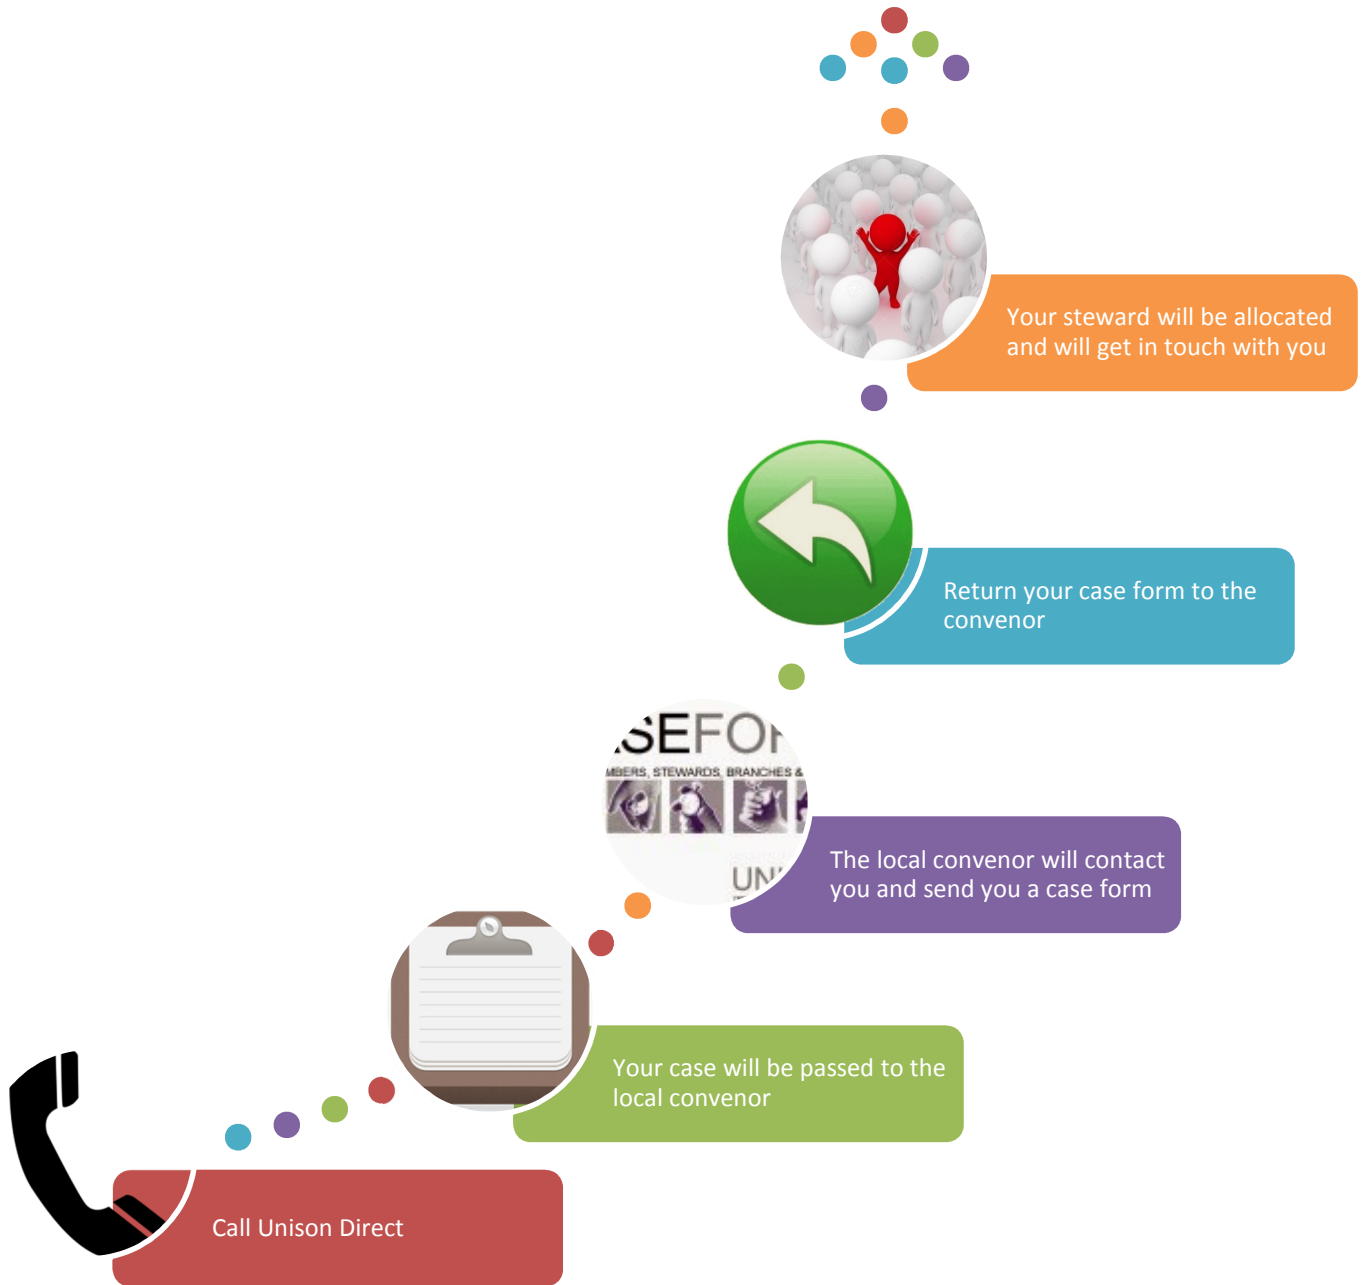 Your steward will be allocated
and will get in touch with you
Return your case form to the
convenor
SEFOR
MBERS, STEWARDS, BRANCHES &
UNI
The local convenor will contact
you and send you a case form
Your case will be passed to the
local convenor
Call Unison Direct